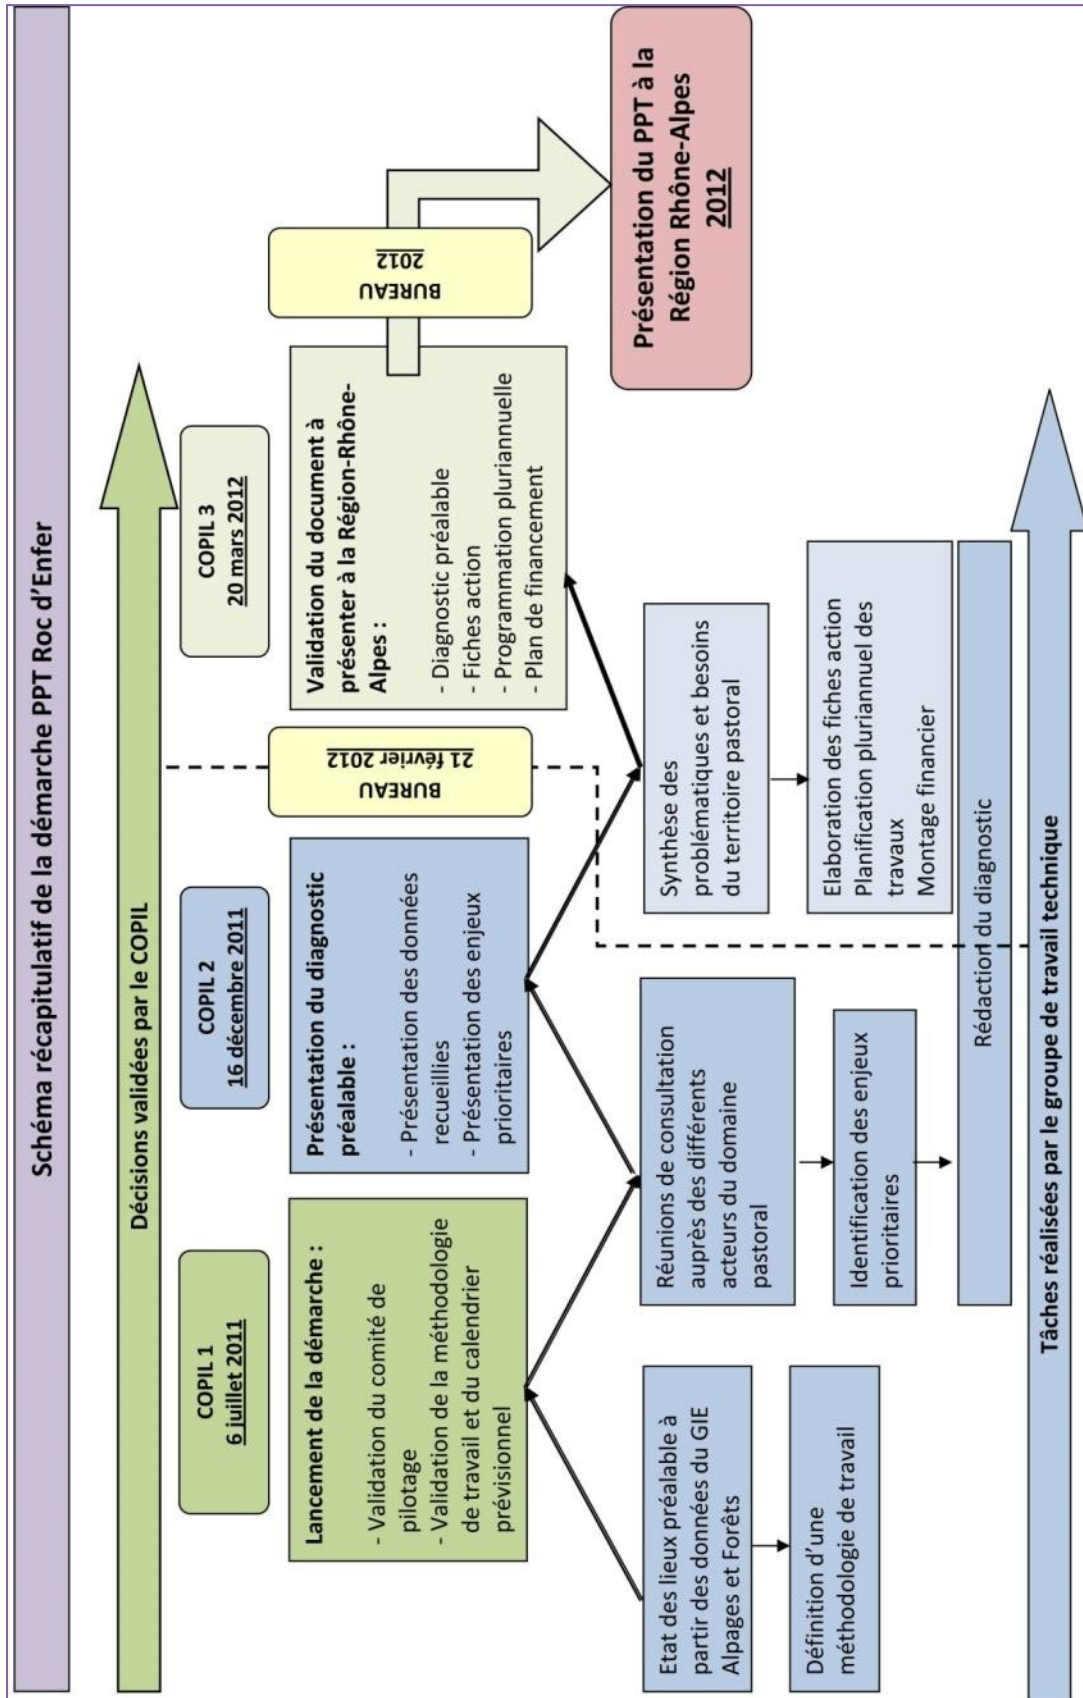 Schéma récapitulatif de la démarche PPT Roc d'Enfer
Décisions validées par le COPIL
COPIL 1
6 juillet 2011
COPIL 2
16 décembre 2011
COPIL 3
20 mars 2012
Lancement de la démarche :
- Validation du comité de
pilotage
- Validation de la méthodologie
de travail et du calendrier
prévisionnel
Présentation du diagnostic
préalable :
- Présentation des données
recueillies
- Présentation des enjeux
prioritaires
BUREAU
21 février 2012
Validation du document à
présenter à la Région-Rhône-
Alpes :
- Diagnostic préalable
- Fiches action
- Programmation pluriannuelle
- Plan de financement
BUREAU
2012
Présentation du PPT à la
Région Rhône-Alpes
2012
Etat des lieux préalable à
partir des données du GIE
Alpages et Forêts
Définition d'une
méthodologie de travail
Réunions de consultation
auprès des différents
acteurs du domaine
pastoral
Identification des enjeux
prioritaires
Synthèse des
problématiques et besoins
du territoire pastoral
Elaboration des fiches action
Planification pluriannuel des
travaux
Montage financier
Rédaction du diagnostic
Tâches réalisées par le groupe de travail technique